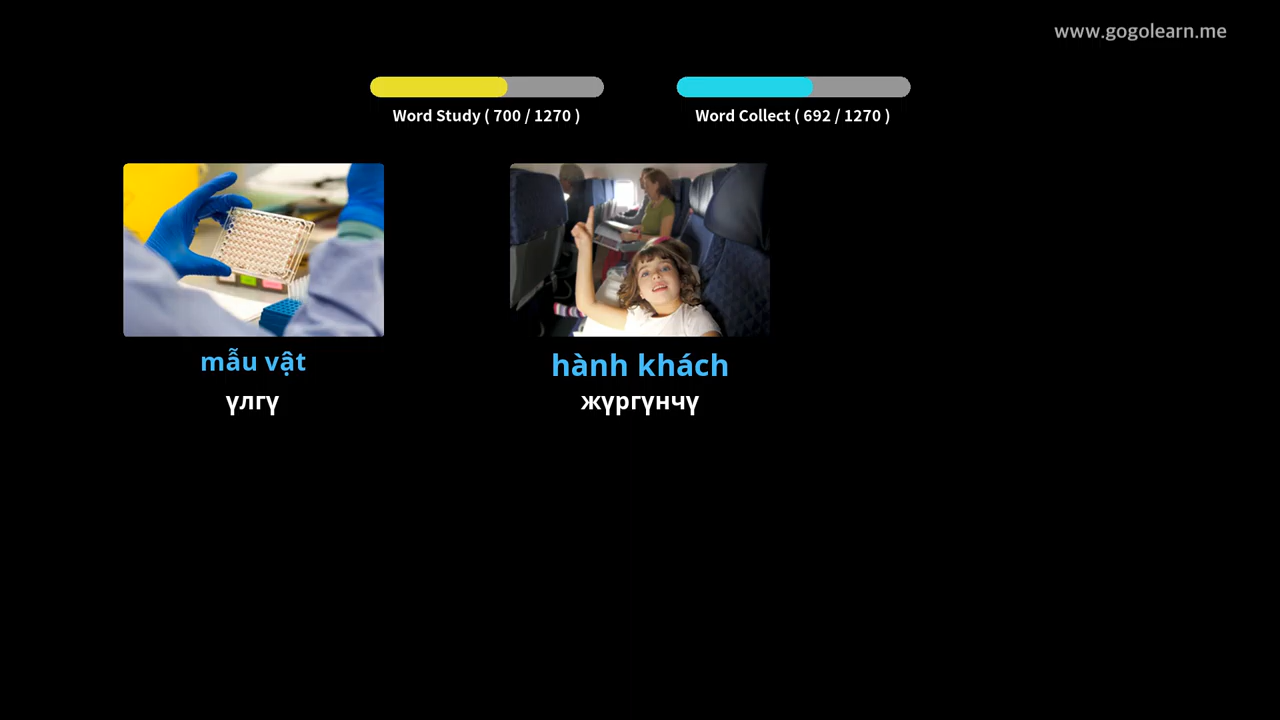 www.gogolearn.me
Word Study ( 700 / 1270 )
Word Collect ( 692 / 1270 )
mẫu vật
үлгү
hành khách
жүргүнчү